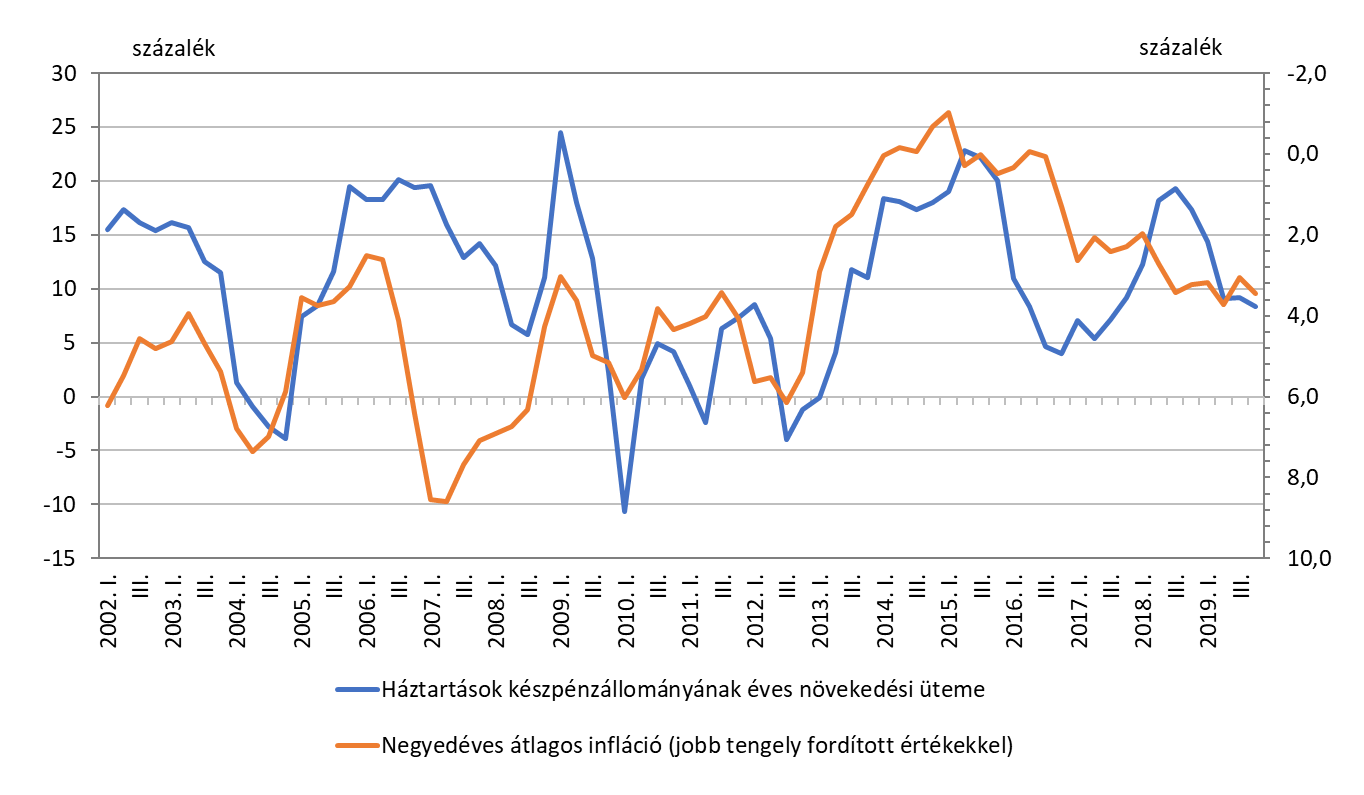 százalék
százalék
30
25
20
15
10
5
0
-5
-10
-15
-2,0
0,0
2,0
4,0
6,0
8,0
10,0
2002. I.
III.
2003. I.
III.
2004. I.
III.
2005. I.
III.
2006. I.
III.
2007. I.
III.
2008. I.
III.
2009. I.
III.
2010. I.
III.
2011. I.
III.
2012. I.
III.
2013. I.
III.
2014. I.
III.
2015. I.
III.
2016. I.
III.
2017. I.
III.
2018. I.
III.
2019. I.
III.
Háztartások készpénzállományának éves növekedési üteme
Negyedéves átlagos infláció (jobb tengely fordított értékekkel)